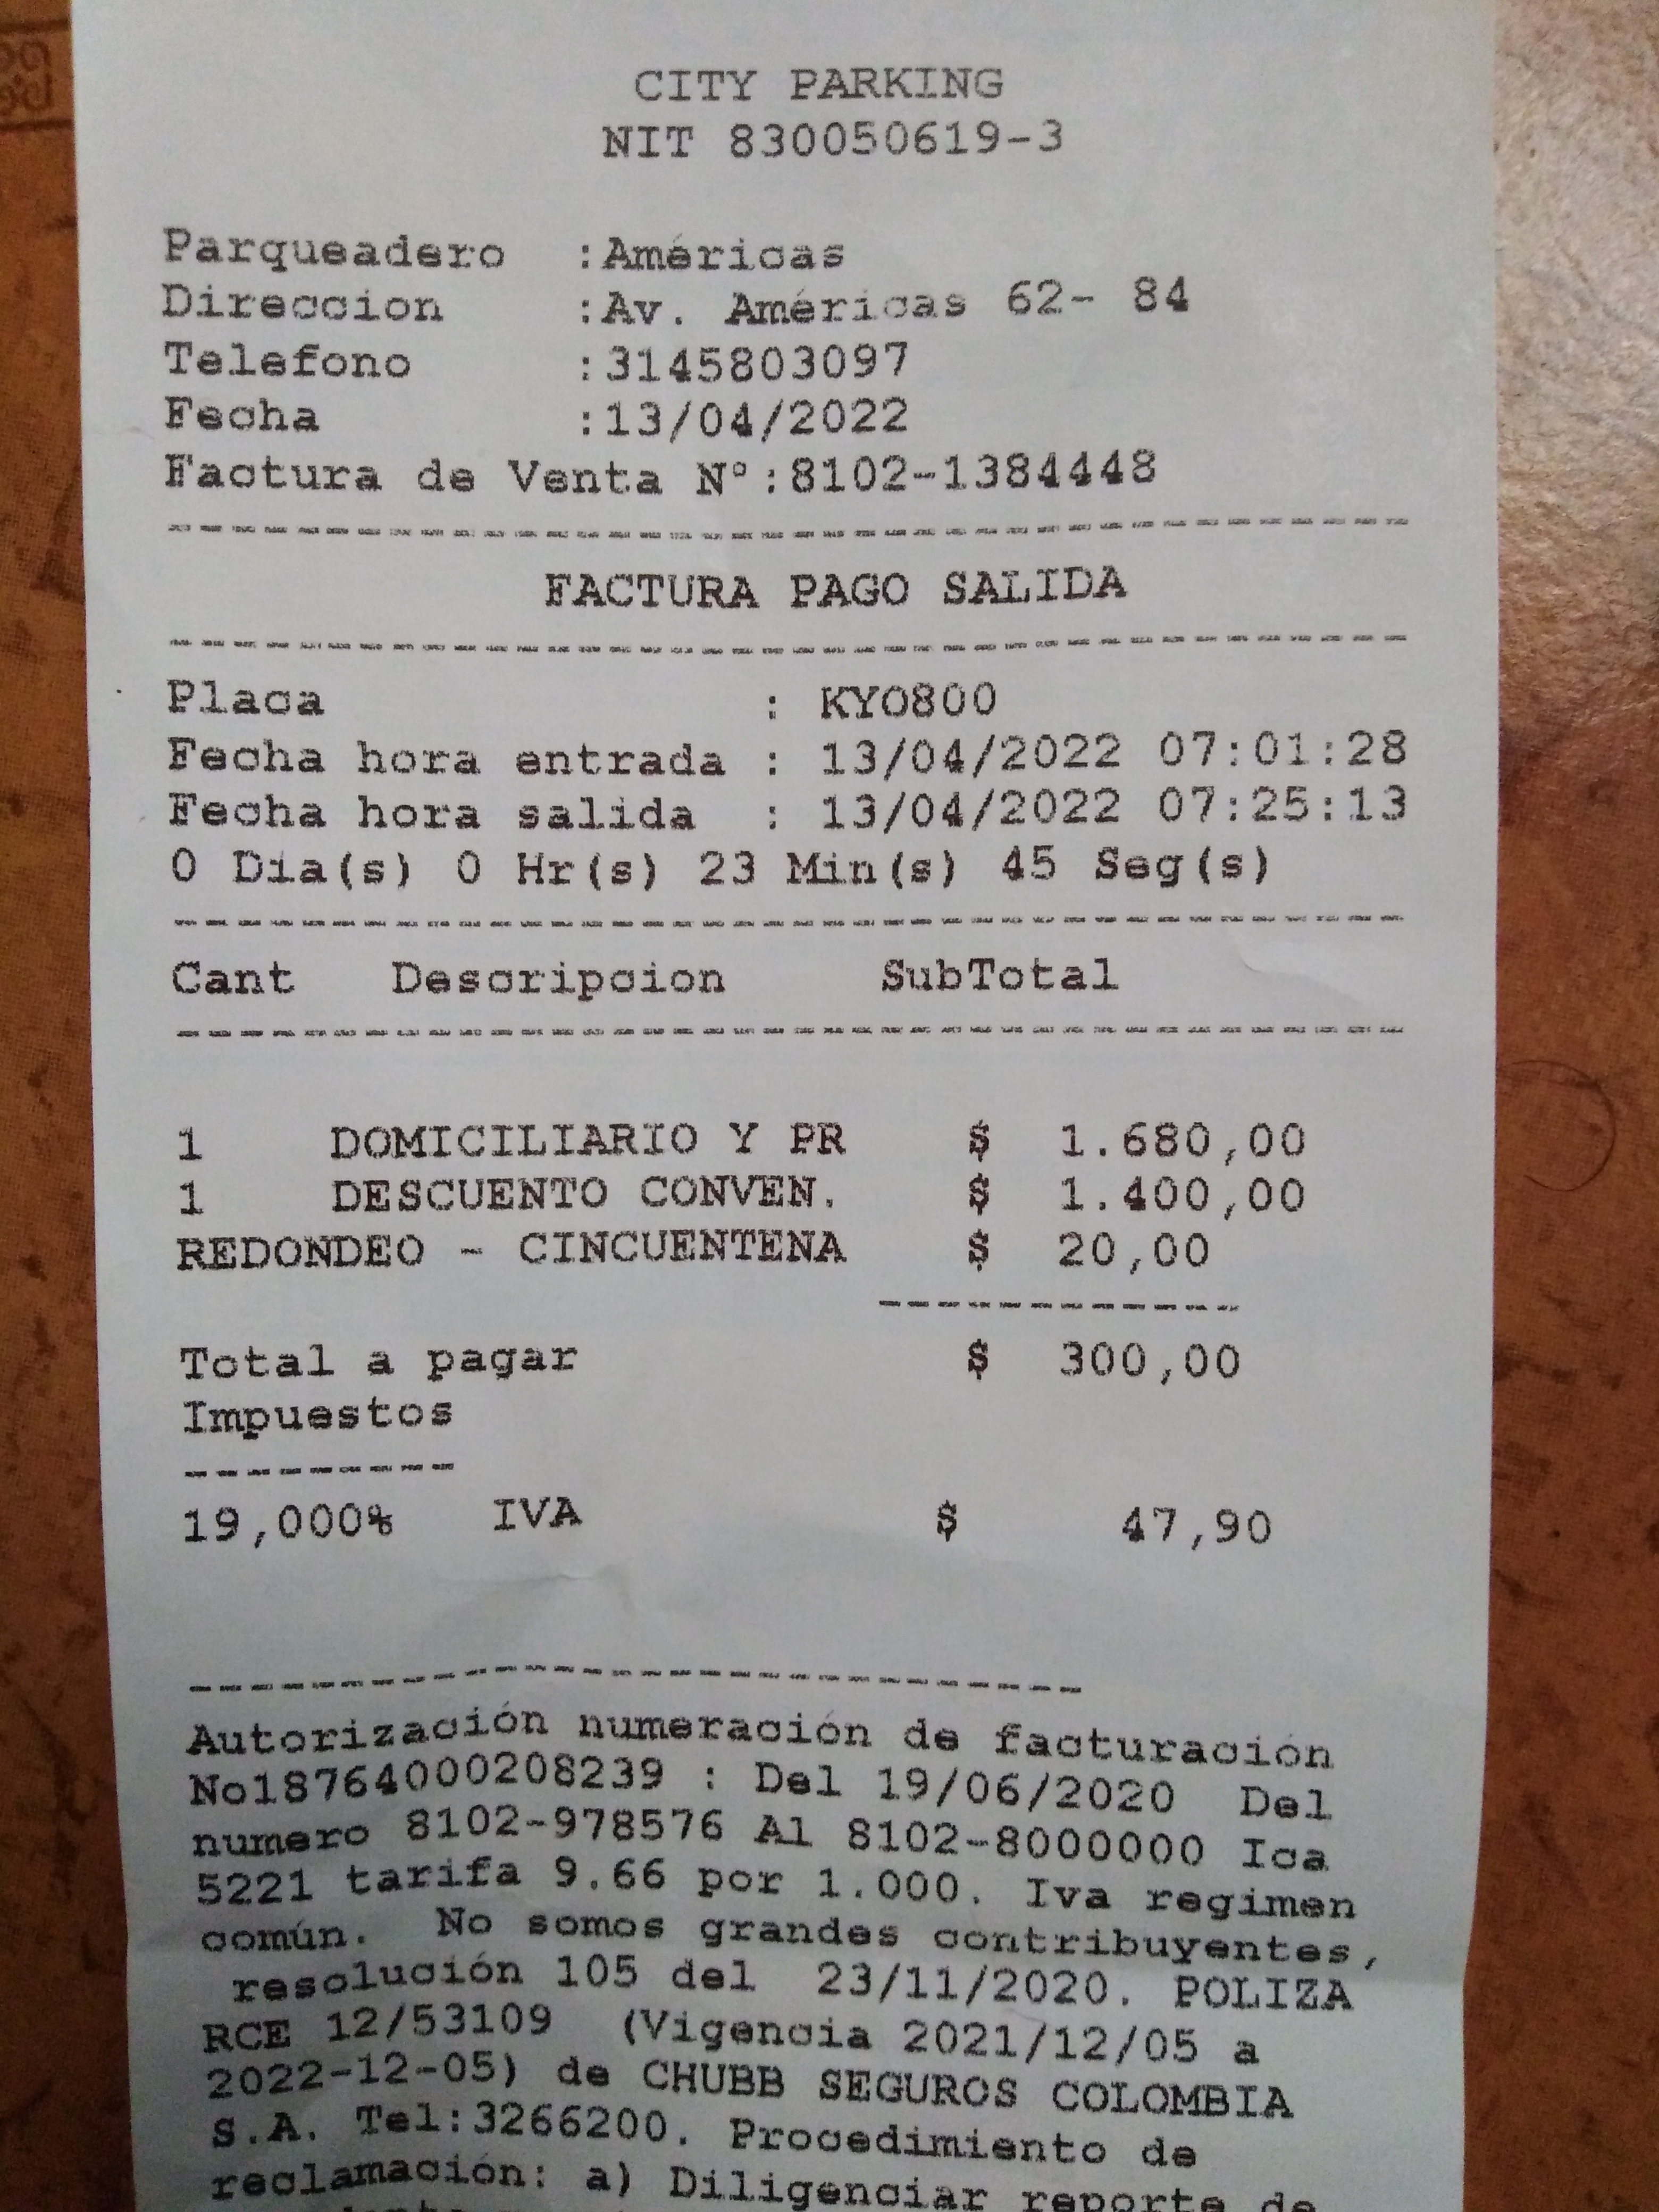 CITY PARKING
NIT 830050619-3
Parqueadero :Américas
Direccion :Av. Américas 62- 84
Telefono :3145803097
Fecha :13/04/2022
Factura de Venta N°:8102-1384448
FACTURA PAGO SALIDA
Placa : KYO800
Fecha hora entrada : 13/04/2022 07:01:28
Fecha hora salida : 13/04/2022 07:25:13
0 Dia(s) 0 Hr(s) 23 Min(s) 45 Seg(s)
Cant Descripcion SubTotal
1 DOMICILIARIO Y PR $ 1.680,00
1 DESCUENTO CONVEN. $ 1.400,00
REDONDEO - CINCUENTENA $ 20,00
Total a pagar $ 300,00
Impuestos
19,000% IVA $ 47,90
Autorización numeración de facturación
No18764000208239 : Del 19/06/2020 Del
numero 8102-978576 Al 8102-8000000 Ica
5221 tarifa 9.66 por 1.000. Iva regimen
común. No somos grandes contribuyentes,
resolución 105 del 23/11/2020. POLIZA
RCE 12/53109 (Vigencia 2021/12/05 a
2022-12-05) de CHUBB SEGUROS COLOMBIA
S.A. Tel:3266200. Procedimiento de
reclamación: a) Diligenciar reporte de